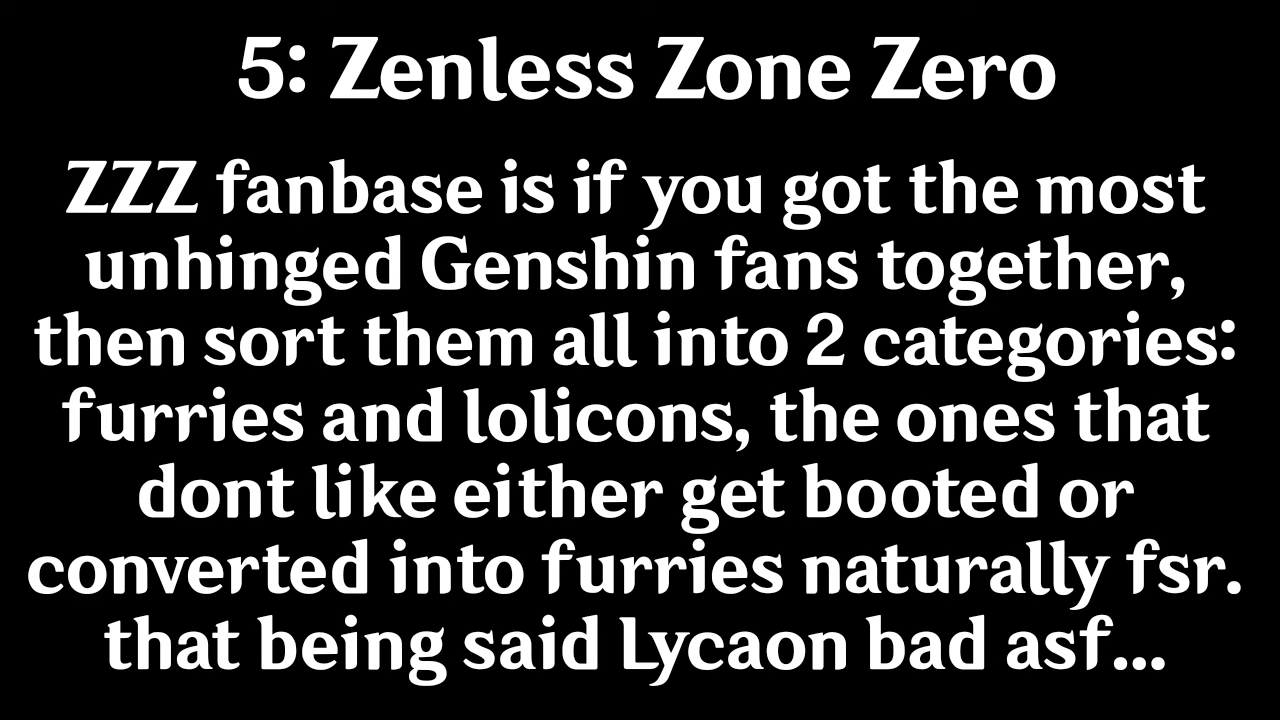 5: Zenless Zone Zero
ZZZ fanbase is if you got the most
unhinged Genshin fans together,
then sort them all into 2 categories:
furries and lolicons, the ones that
dont like either get booted or
converted into furries naturally fsr.
that being said Lycaon bad asf...